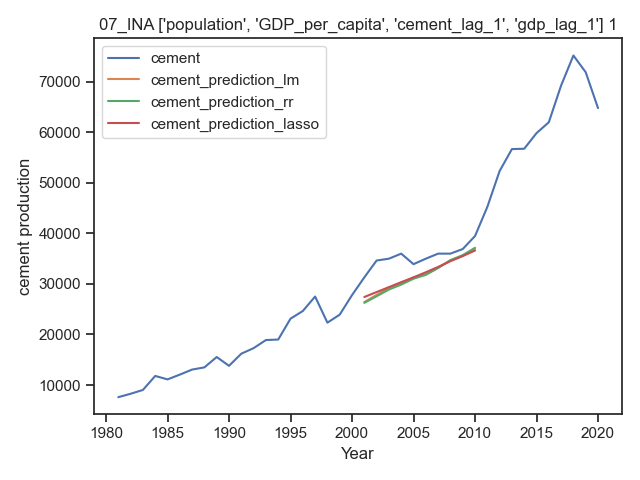 07_INA ['population', 'GDP_per_capita', 'cement_lag_1', 'gdp_lag_1'] 1
cement
cement_prediction_lm
cement_prediction_rr
cement_prediction_lasso
70000
60000
50000
40000
30000
20000
10000
cement production
1980 1985 1990 1995 2000 2005 2010 2015 2020
Year